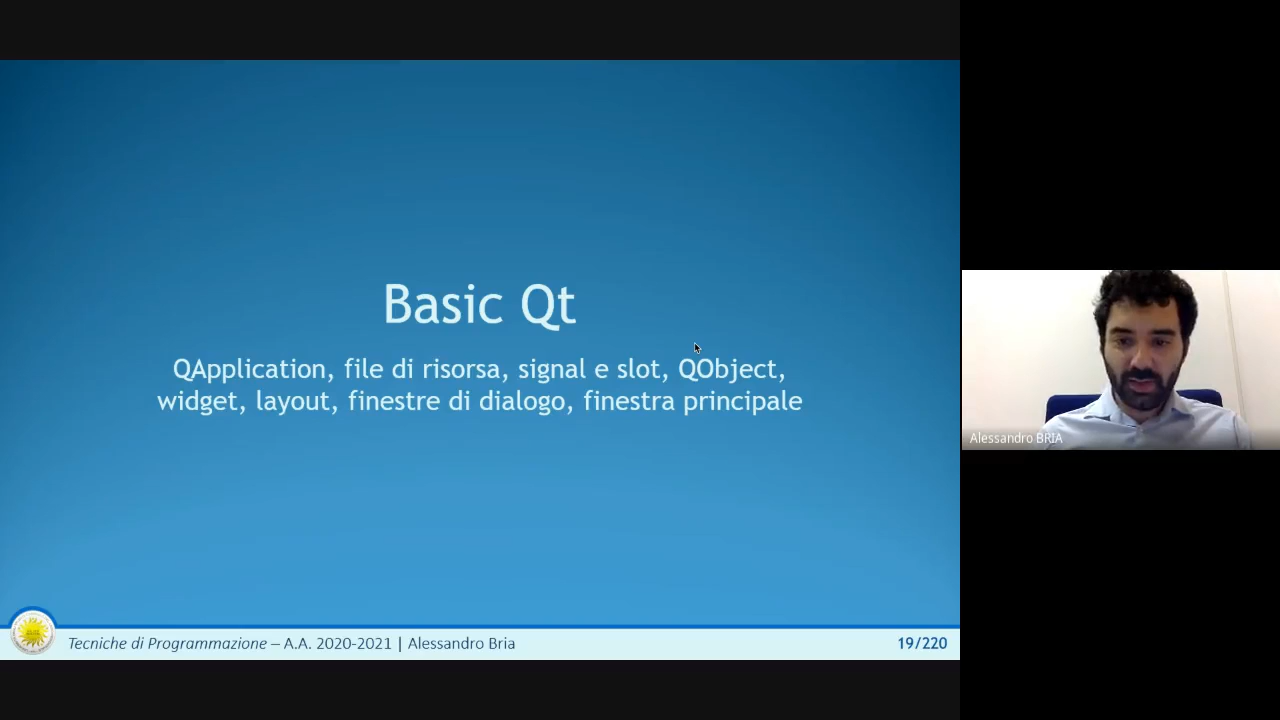 Basic Qt
QApplication, file di risorsa, signal e slot, QObject,
widget, layout, finestre di dialogo, finestra principale
Alessandro BRIA
Tecniche di Programmazione – A.A. 2020-2021 | Alessandro Bria
19/220